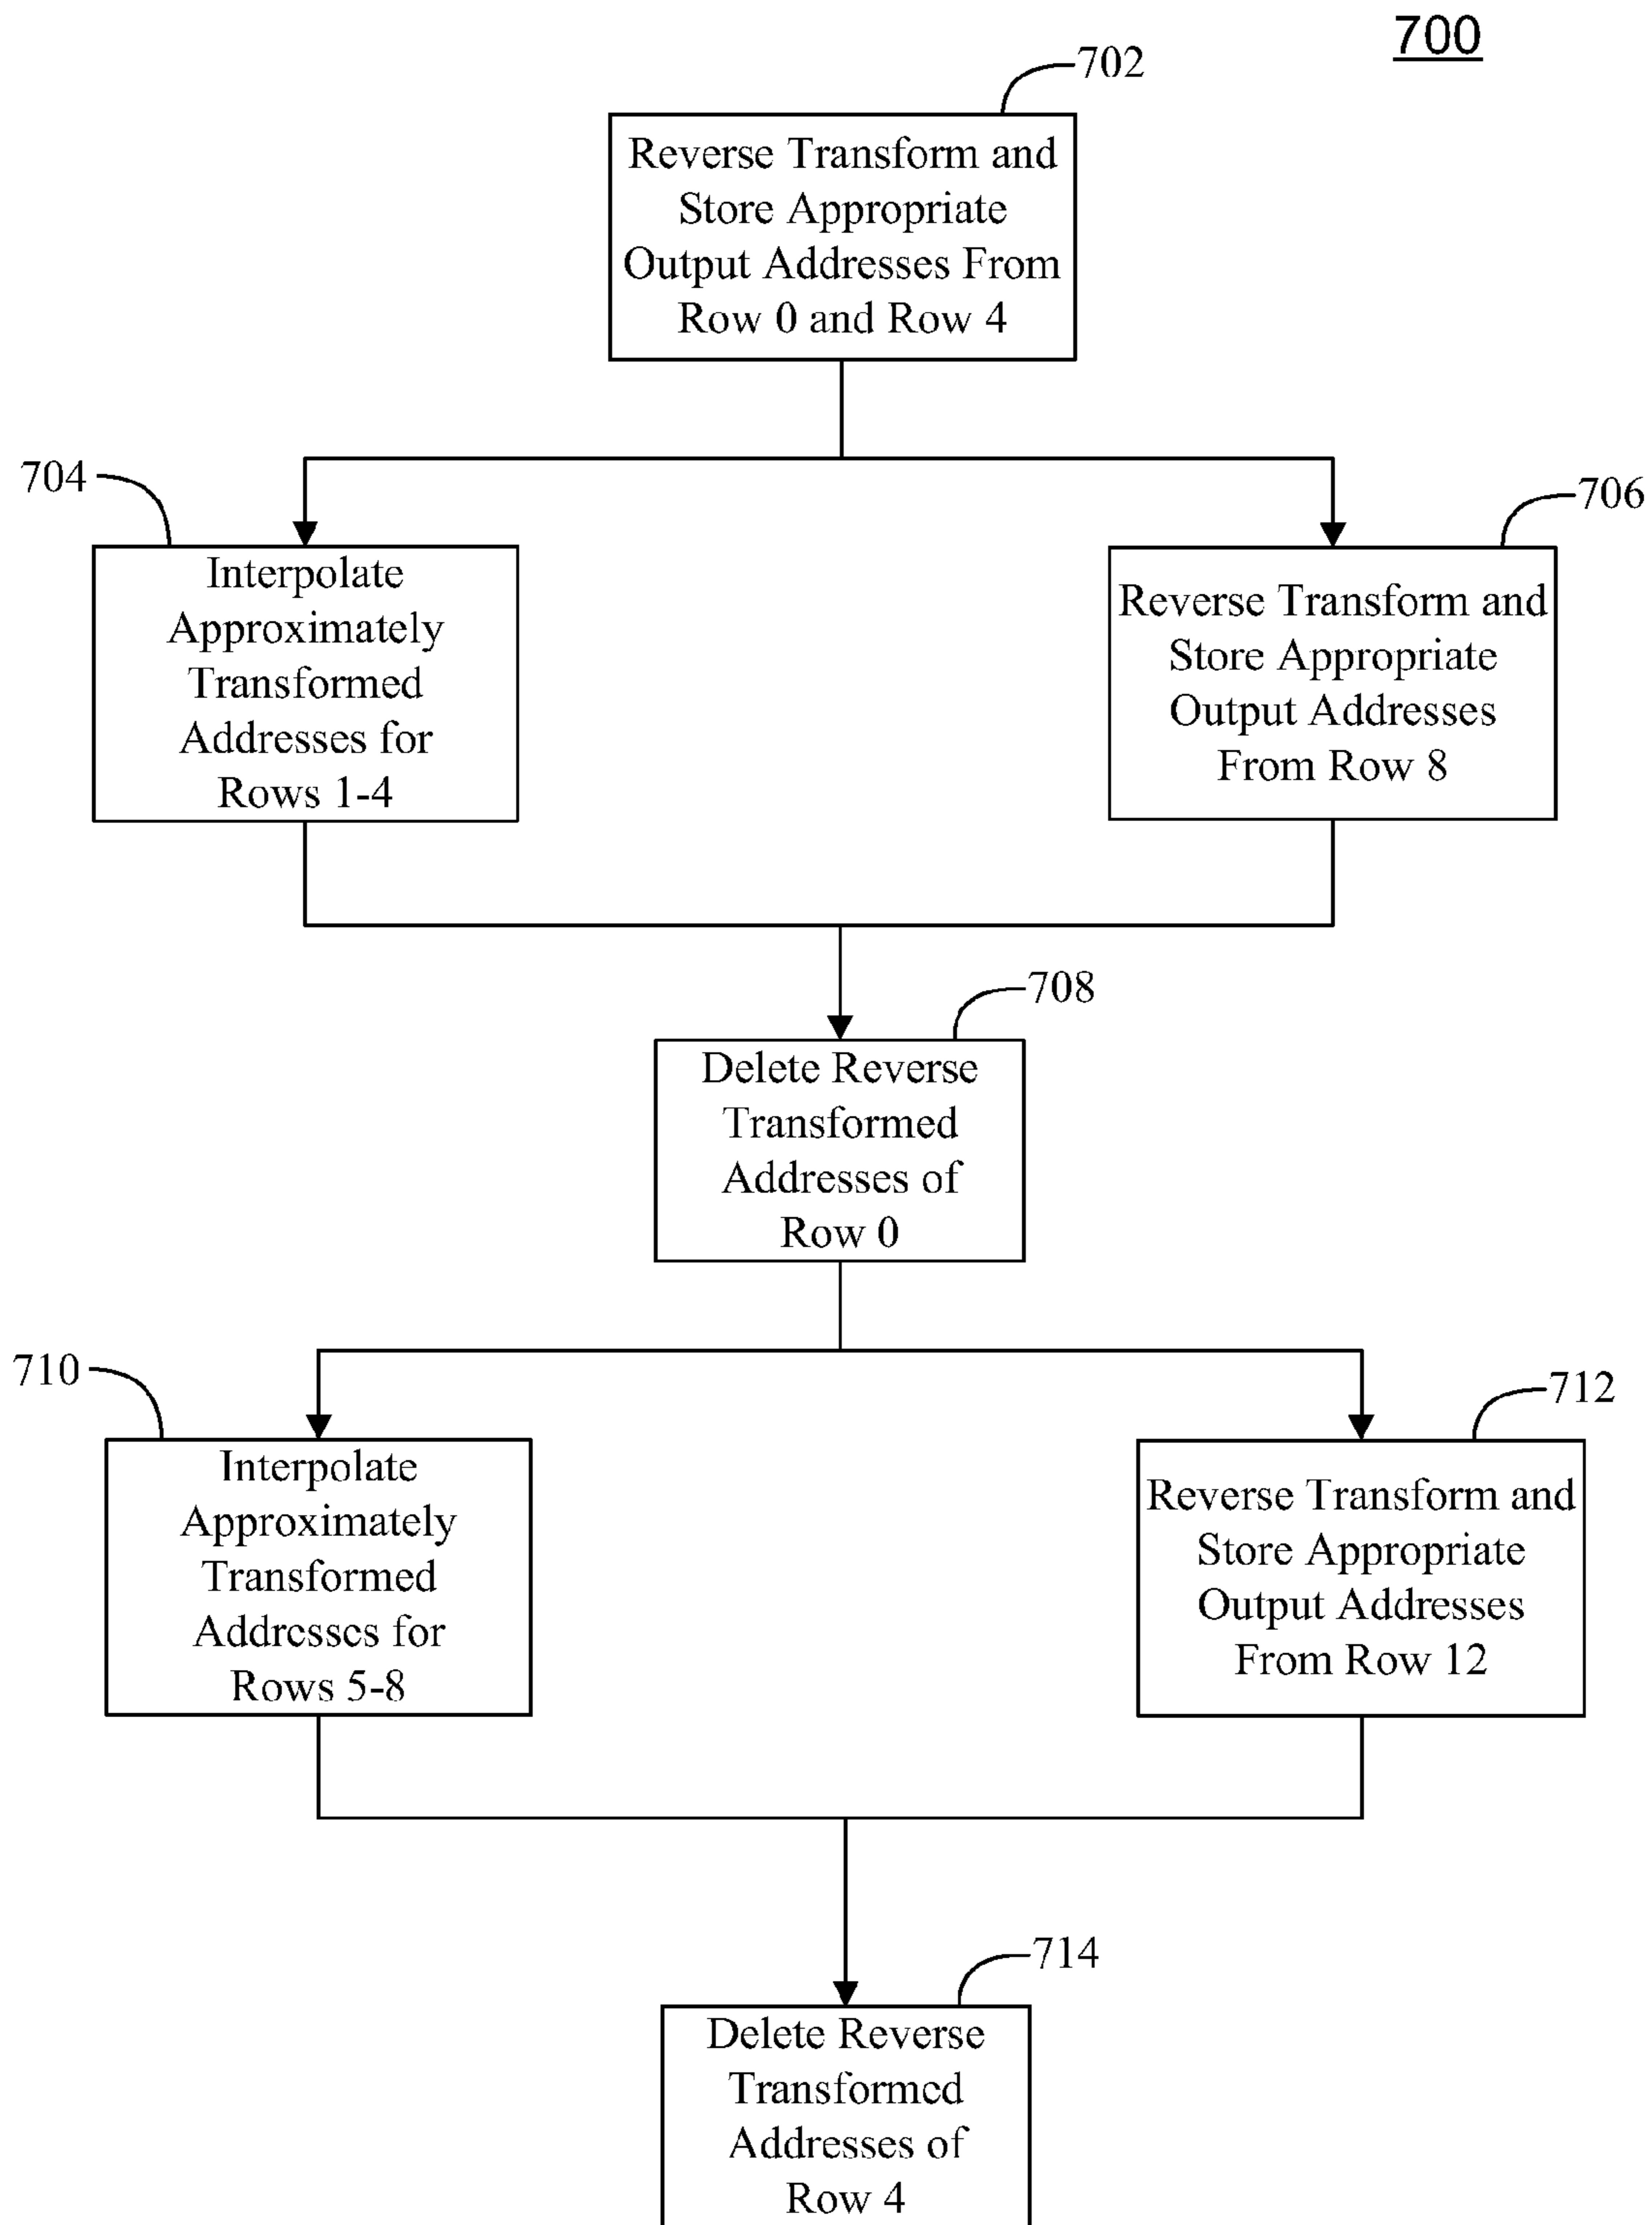 700
702
Reverse Transform and
Store Appropriate
Output Addresses From
Row 0 and Row 4
704
Interpolate
Approximately
Transformed
Addresses for
Rows 1-4
706
Reverse Transform and
Store Appropriate
Output Addresses
From Row 8
708
Delete Reverse
Transformed
Addresses of
Row 0
710
Interpolate
Approximately
Transformed
Addresses for
Rows 5-8
712
Reverse Transform and
Store Appropriate
Output Addresses
From Row 12
714
Delete Reverse
Transformed
Addresses of
Row 4